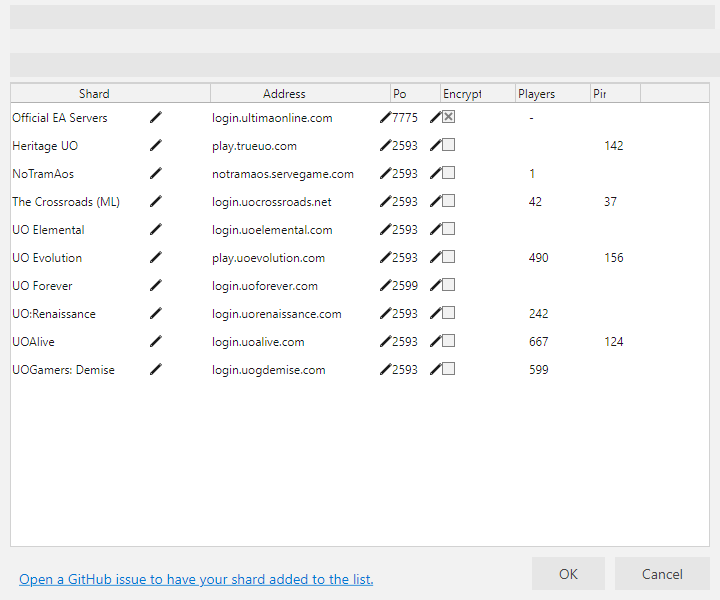 Shard Address Po Encrypt Players Pir
Official EA Servers login.ultimaonline.com 7775 -
Heritage UO play.trueuo.com 2593 142
NoTramAos notramaos.servegame.com 2593 1
The Crossroads (ML) login.uocrossroads.net 2593 42 37
UO Elemental login.uoelemental.com 2593
UO Evolution play.uoevolution.com 2593 490 156
UO Forever login.uoforever.com 2599
UO:Renaissance login.uorenaissance.com 2593 242
UOAlive login.uoalive.com 2593 667 124
UOGamers: Demise login.uogdemise.com 2593 599
Open a GitHub issue to have your shard added to the list.
OK Cancel